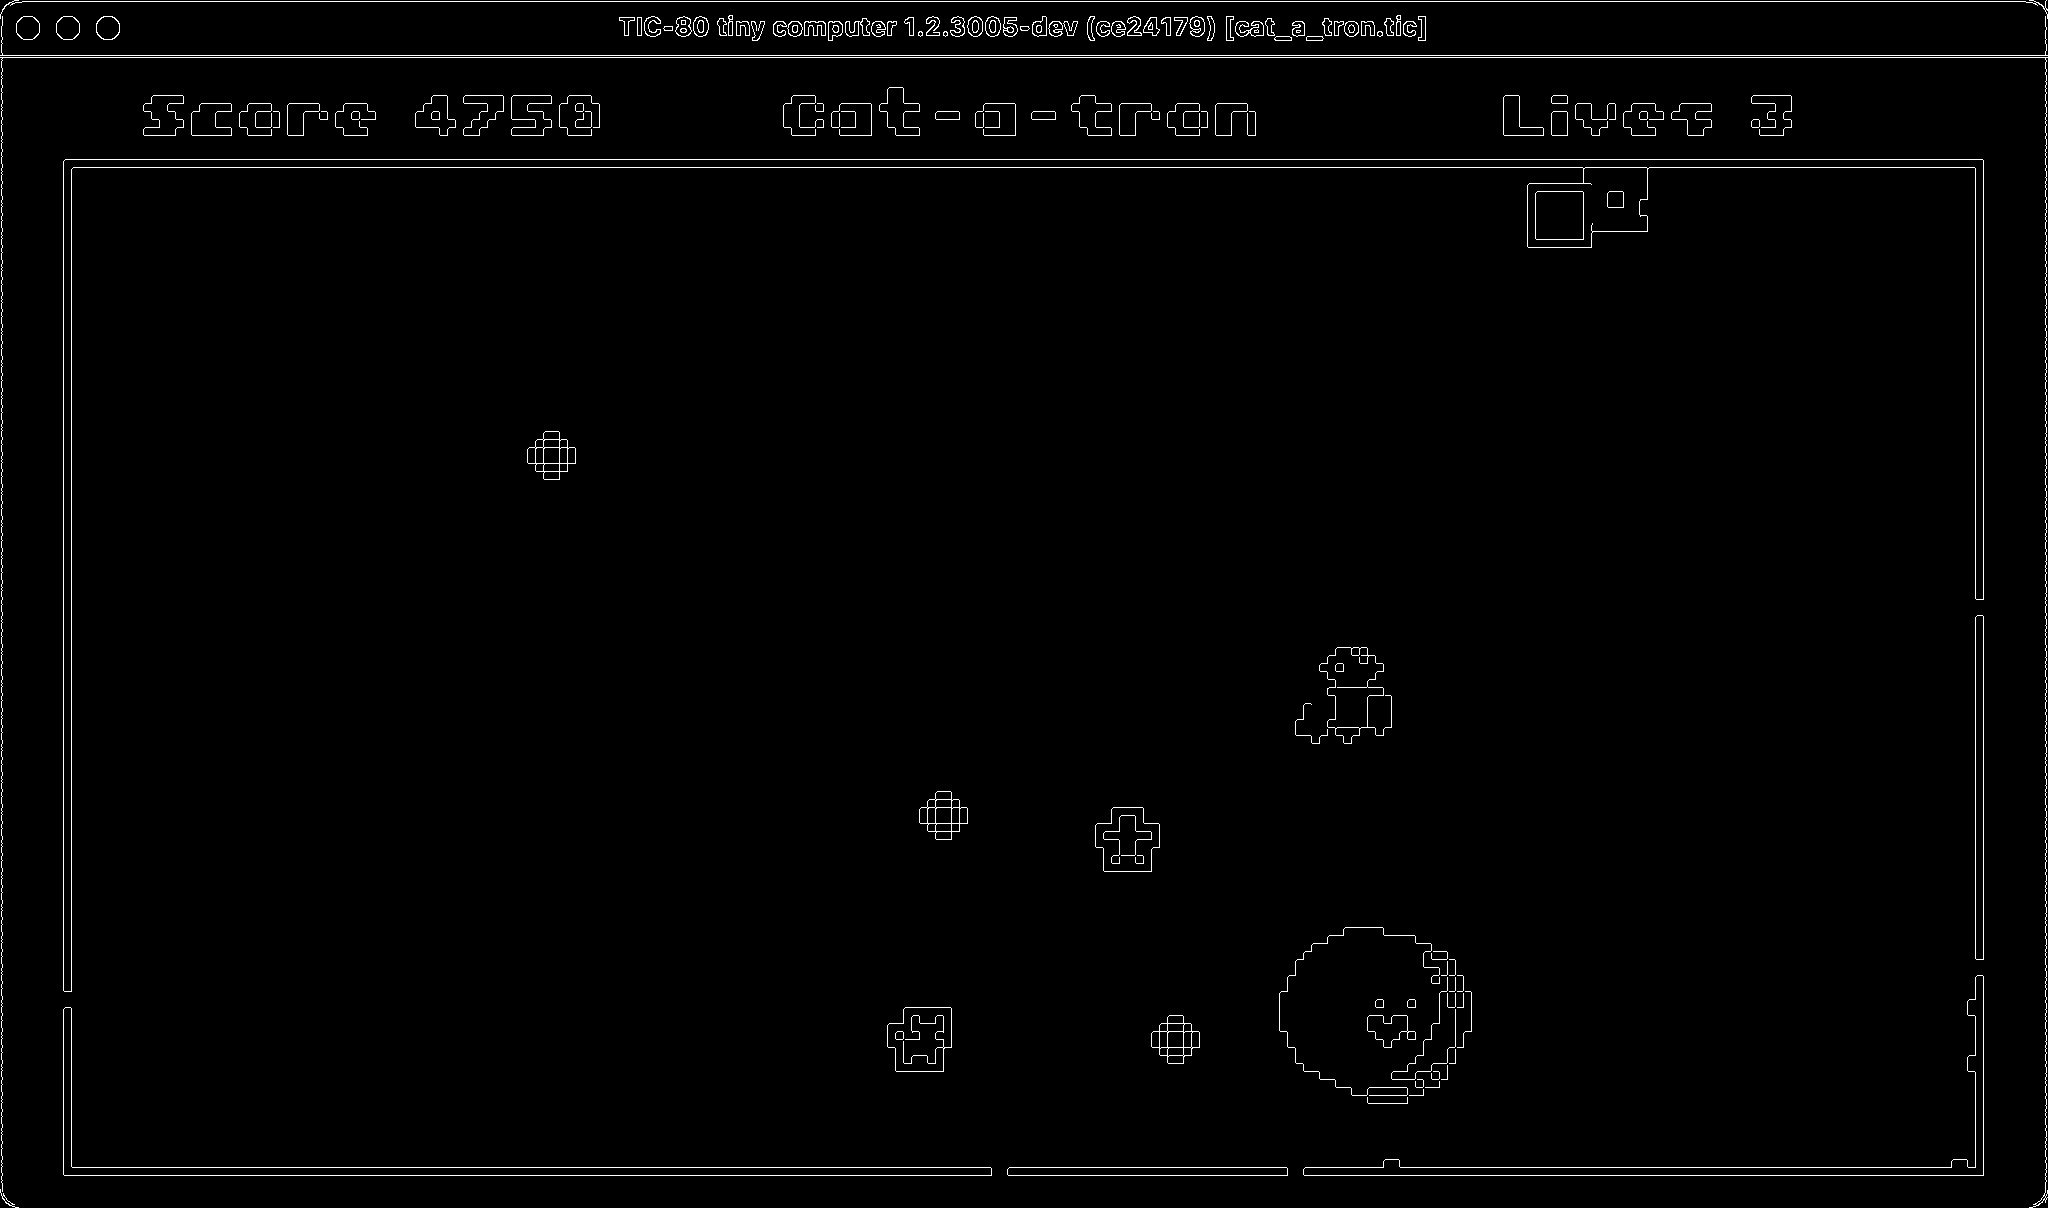 TIC-80 tiny computer 1.2.3005-dev (ce24179) [cat_a_tron.tic]
Score 4750 Cat-a-tron Lives 3